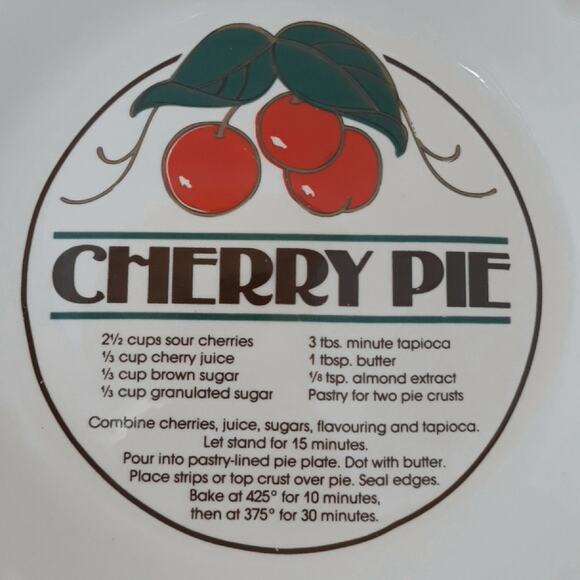 CHERRY PIE
2½ cups sour cherries
⅓ cup cherry juice
⅓ cup brown sugar
⅓ cup granulated sugar
3 tbs. minute tapioca
1 tbsp. butter
⅛ tsp. almond extract
Pastry for two pie crusts
Combine cherries, juice, sugars, flavouring and tapioca.
Let stand for 15 minutes.
Pour into pastry-lined pie plate. Dot with butter.
Place strips or top crust over pie. Seal edges.
Bake at 425° for 10 minutes,
then at 375° for 30 minutes.